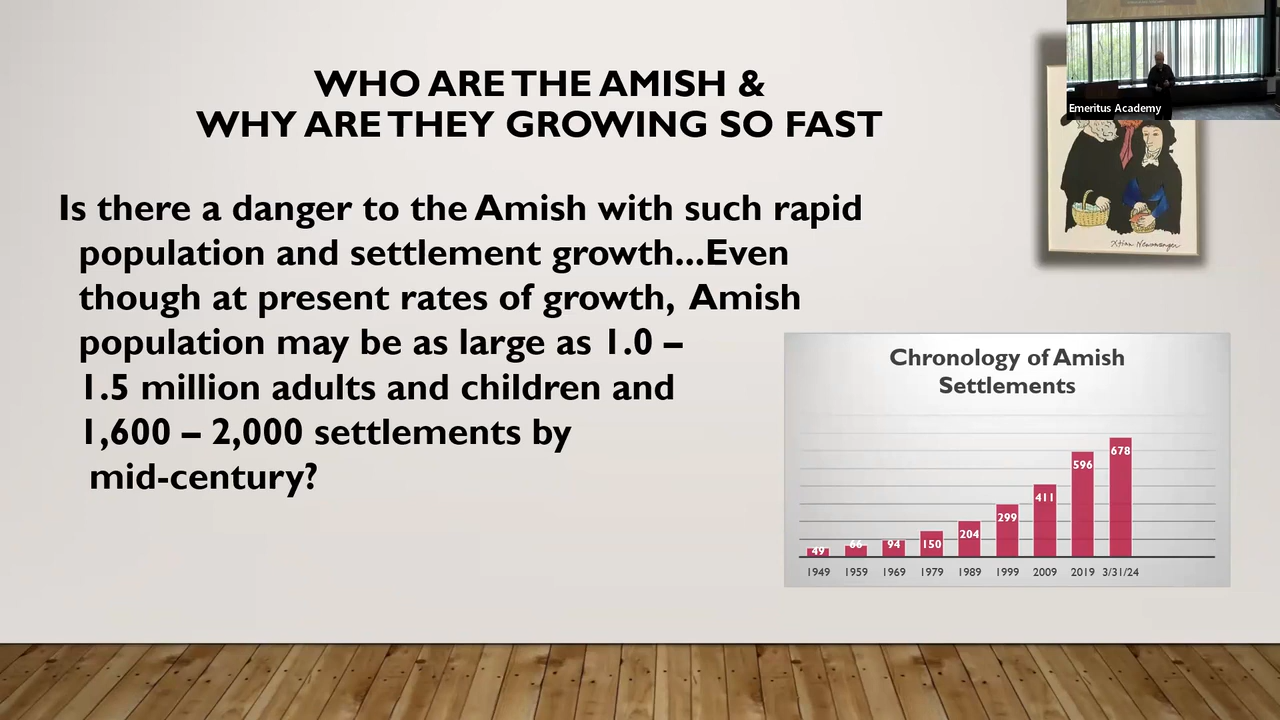 WHO ARE THE AMISH &
WHY ARE THEY GROWING SO FAST
Emeritus Academy
Xtian Newswanger
Is there a danger to the Amish with such rapid
population and settlement growth...Even
though at present rates of growth, Amish
population may be as large as 1.0 –
1.5 million adults and children and
1,600 – 2,000 settlements by
mid-century?
Chronology of Amish
Settlements
49 66 94 150 204 299 411 596 678
1949 1959 1969 1979 1989 1999 2009 2019 3/31/24